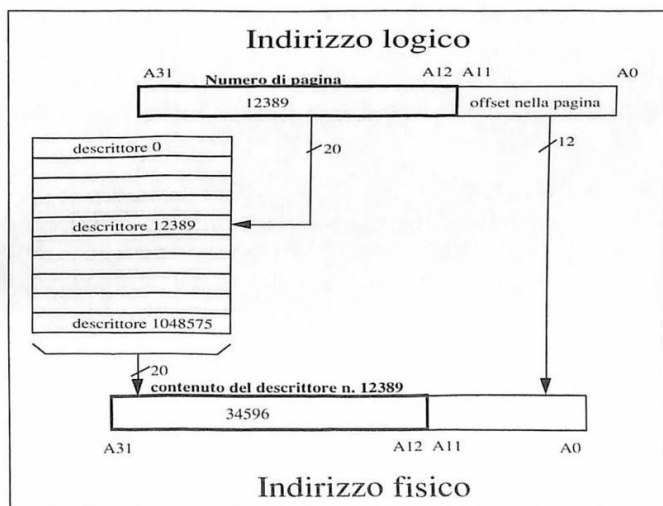 Indirizzo logico
A31 A12 A11 A0
Numero di pagina
12389 offset nella pagina
descrittore 0
20 12
descrittore 12389
descrittore 1048575
20
contenuto del descrittore n. 12389
34596
A31 A12 A11 A0
Indirizzo fisico